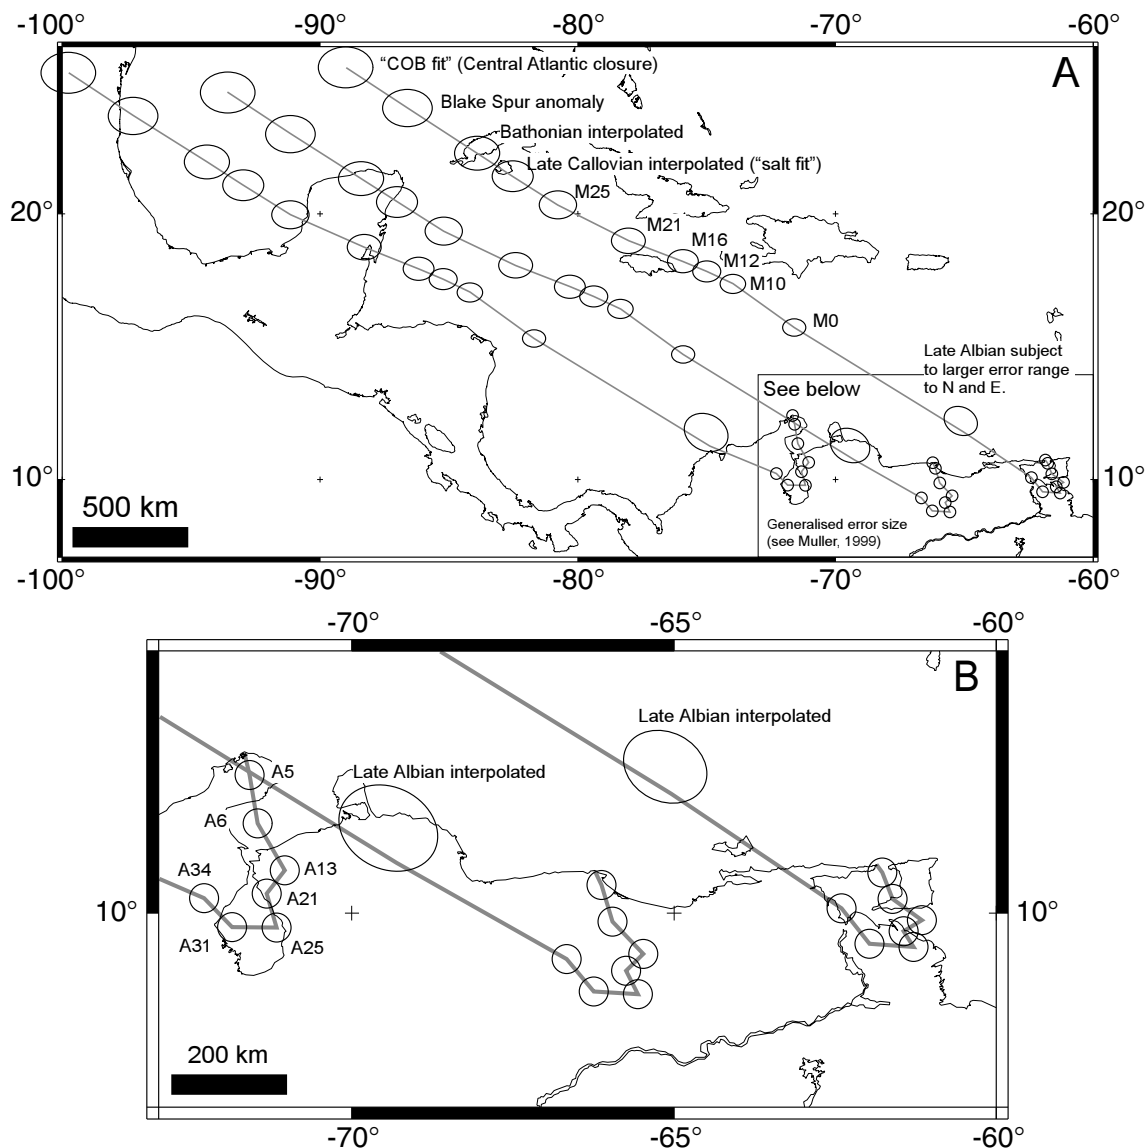 -100°
-90°
-80°
-70°
-60°
A
“COB fit” (Central Atlantic closure)
Blake Spur anomaly
Bathonian interpolated
Late Callovian interpolated (“salt fit”)
M25
20°
20°
M21
M16
M12
M10
M0
Late Albian subject
to larger error range
to N and E.
See below
10°
10°
500 km
Generalised error size
(see Muller, 1999)
-100°
-90°
-80°
-70°
-60°
-70°
-65°
-60°
B
Late Albian interpolated
Late Albian interpolated
A5
A6
A34
A13
A21
10°
10°
A31
A25
200 km
-70°
-65°
-60°